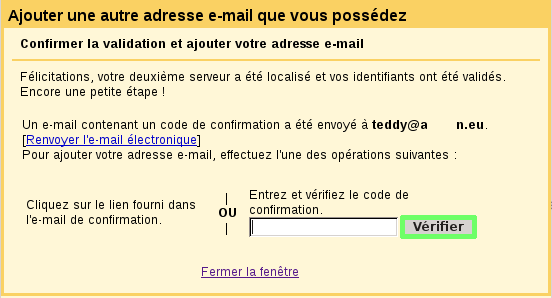 Ajouter une autre adresse e-mail que vous possédez
Confirmer la validation et ajouter votre adresse e-mail
Félicitations, votre deuxième serveur a été localisé et vos identifiants ont été validés.
Encore une petite étape !
Un e-mail contenant un code de confirmation a été envoyé à teddy@a n.eu.
[Renvoyer l'e-mail électronique]
Pour ajouter votre adresse e-mail, effectuez l'une des opérations suivantes :
Cliquez sur le lien fourni dans
l'e-mail de confirmation.
|
OU
|
Entrez et vérifiez le code de
confirmation.
Vérifier
Fermer la fenêtre